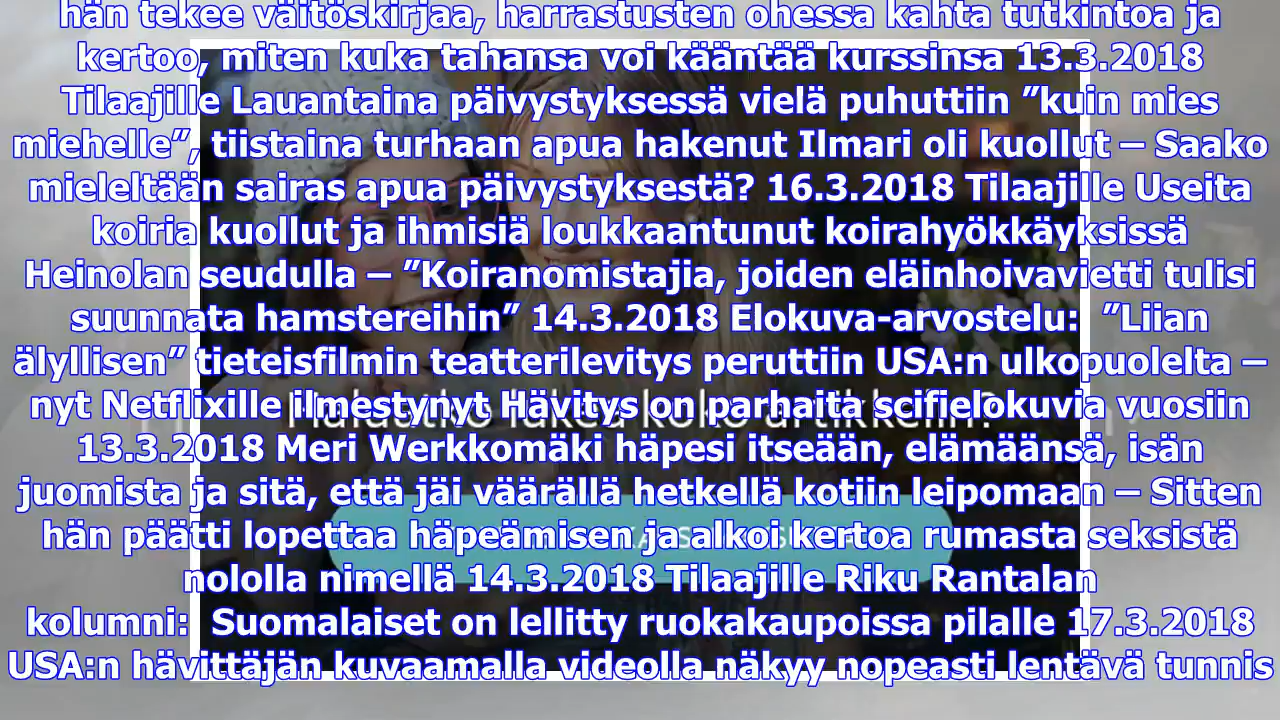 hän tekee väitöskirjaa, harrastusten ohessa kahta tutkintoa ja
kertoo, miten kuka tahansa voi kääntää kurssinsa 13.3.2018
Tilaajille Lauantaina päivystyksessä vielä puhuttiin ”kuin mies
miehelle”, tiistaina turhaan apua hakenut Ilmari oli kuollut – Saako
mieleltään sairas apua päivystyksestä? 16.3.2018 Tilaajille Useita
koiria kuollut ja ihmisiä loukkaantunut koirahyökkäyksissä
Heinolan seudulla – ”Koiranomistajia, joiden eläinhoivavietti tulisi
suunnata hamstereihin” 14.3.2018 Elokuva-arvostelu: ”Liian
älyllisen” tieteisfilmin teatterilevitys peruttiin USA:n ulkopuolelta –
nyt Netflixille ilmestynyt Hävitys on parhaita scifielokuvia vuosiin
Haluatko lukea koko artikkelin?
13.3.2018 Meri Werkkomäki häpesi itseään, elämäänsä, isän
juomista ja sitä, että jäi väärällä hetkellä kotiin leipomaan – Sitten
hän päätti lopettaa häpeämisen ja alkoi kertoa rumasta seksistä
nololla nimellä 14.3.2018 Tilaajille Riku Rantalan
kolumni: Suomalaiset on lellitty ruokakaupoissa pilalle 17.3.2018
USA:n hävittäjän kuvaamalla videolla näkyy nopeasti lentävä tunnis